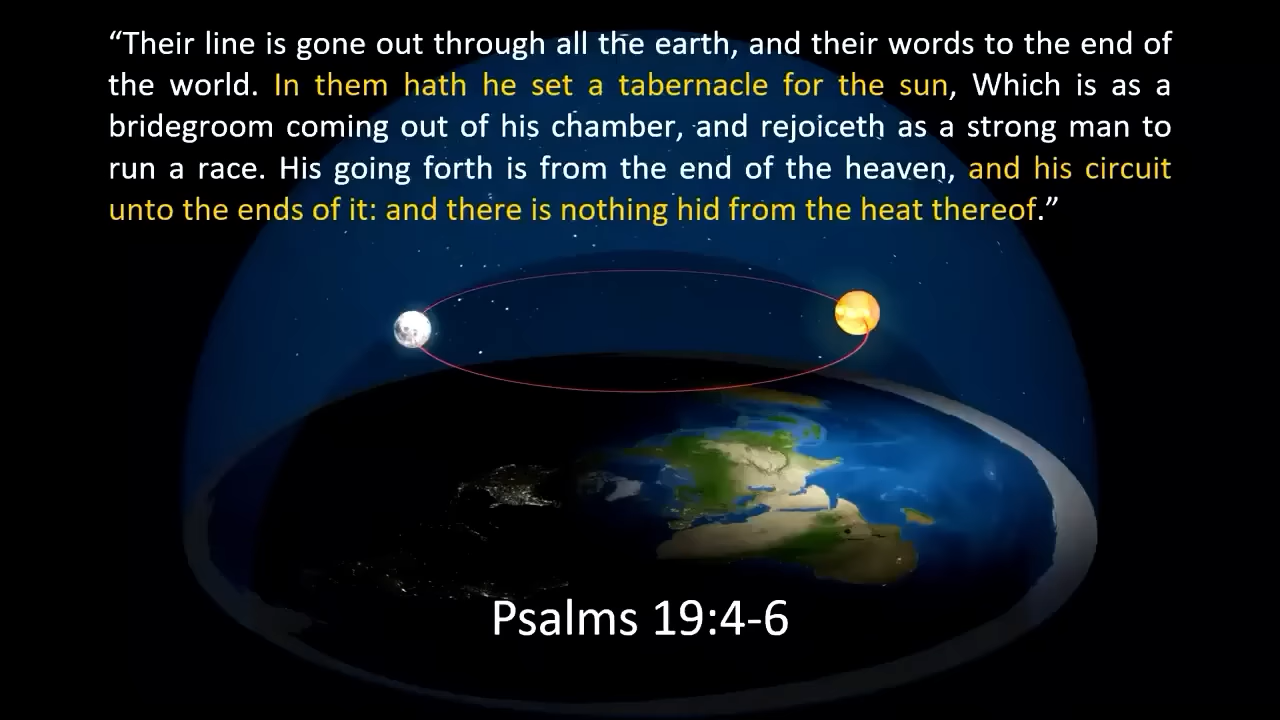 “Their line is gone out through all the earth, and their words to the end of
the world. In them hath he set a tabernacle for the sun, Which is as a
bridegroom coming out of his chamber, and rejoiceth as a strong man to
run a race. His going forth is from the end of the heaven, and his circuit
unto the ends of it: and there is nothing hid from the heat thereof.”
Psalms 19:4-6